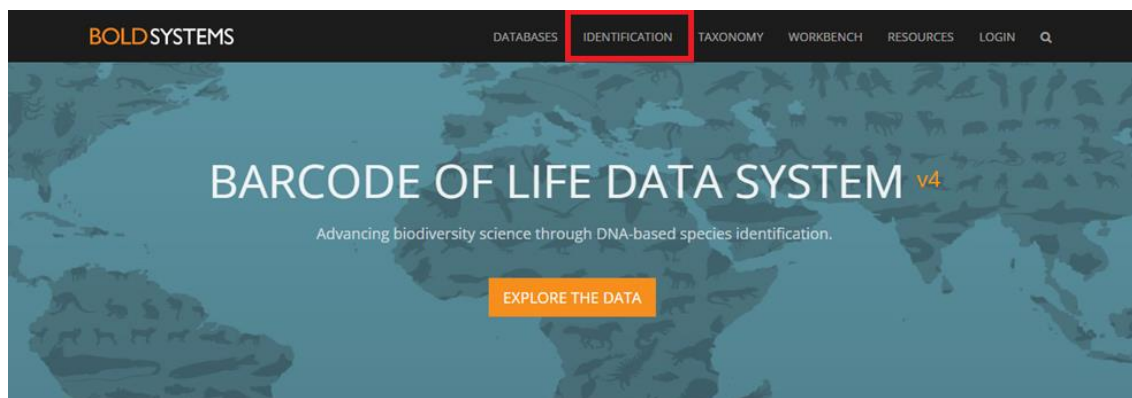 BOLDSYSTEMS DATABASES IDENTIFICATION TAXONOMY WORKBENCH RESOURCES LOGIN
BARCODE OF LIFE DATA SYSTEM v4
Advancing biodiversity science through DNA-based species identification.
EXPLORE THE DATA